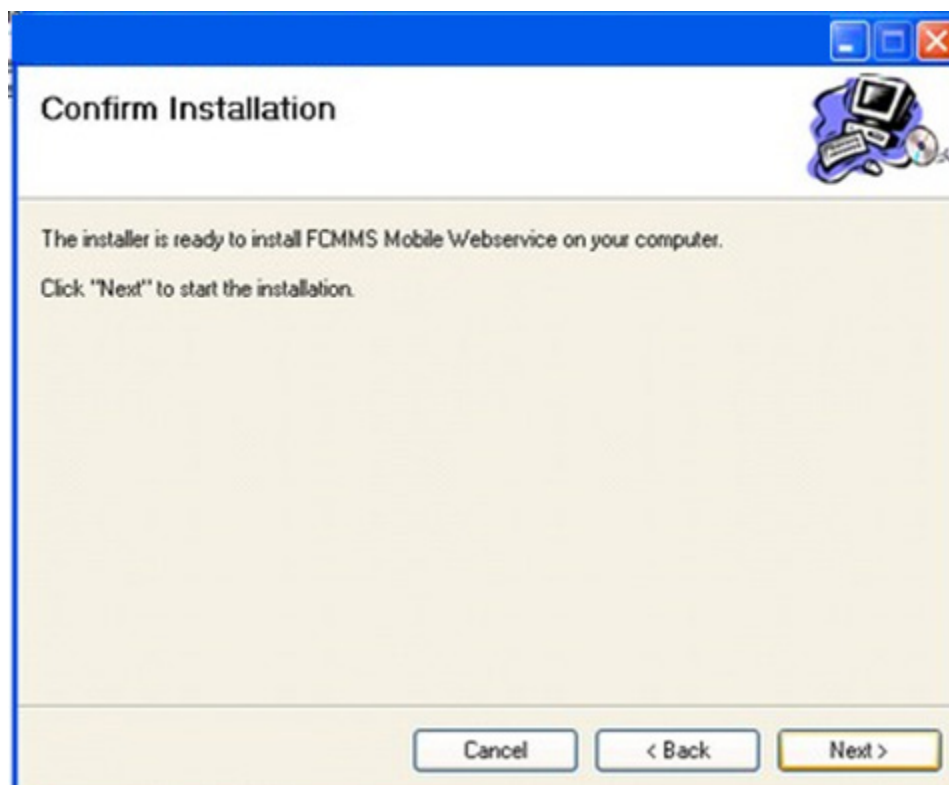 Confirm Installation
The installer is ready to install FCMMS Mobile Webservice on your computer.
Click "Next" to start the installation.
Cancel
< Back
Next >